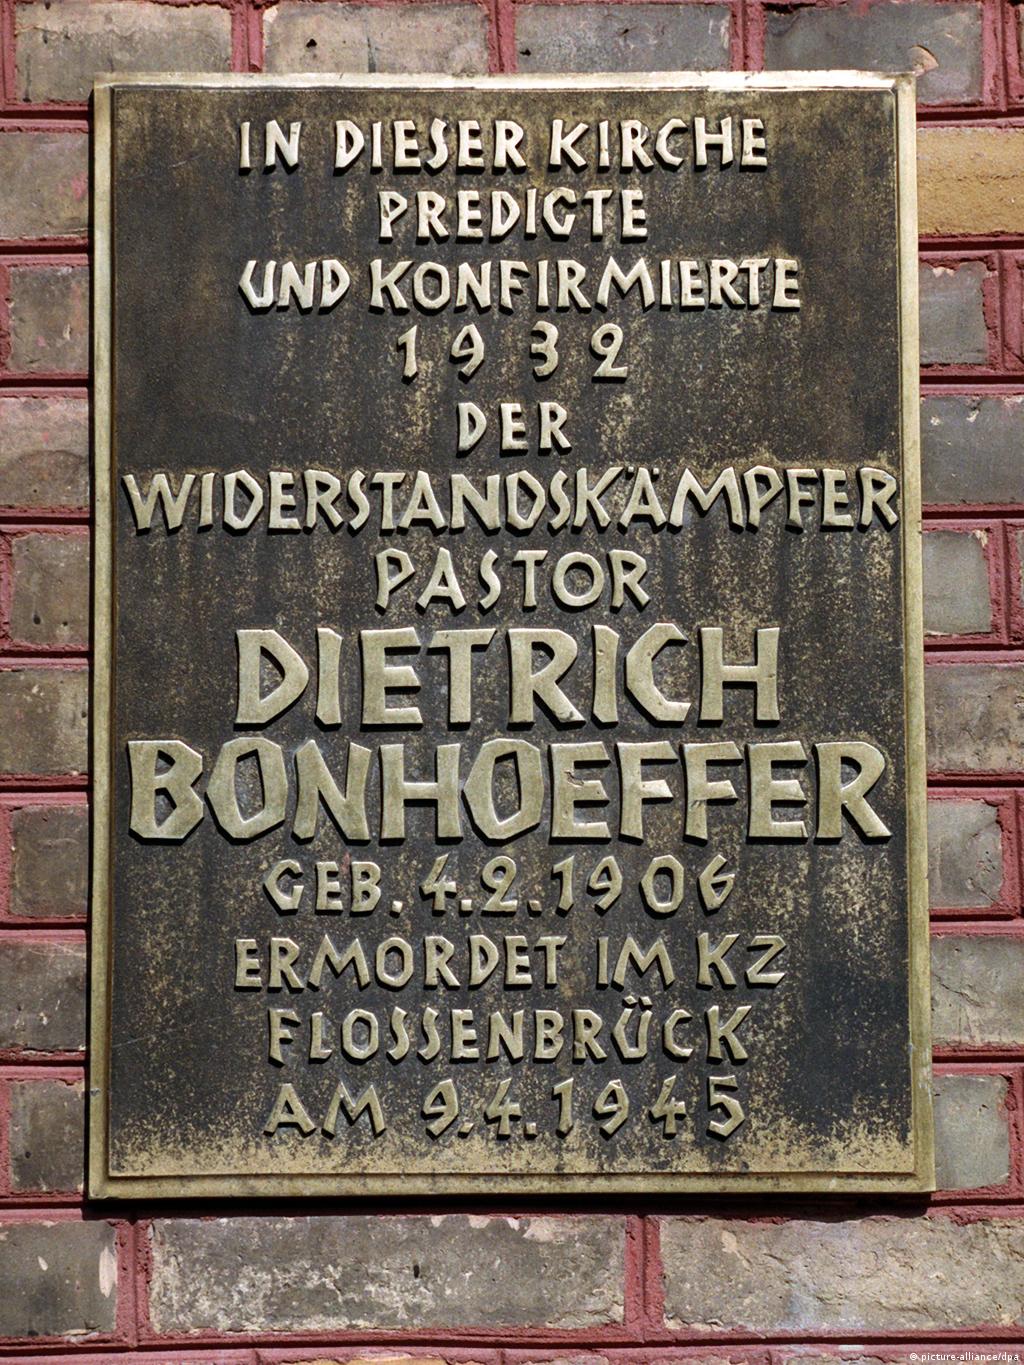 IN DIESER KIRCHE
PREDIGTE
UND KONFIRMIERTE
1932
DER
WIDERSTANDSKÄMPFER
PASTOR
DIETRICH
BONHOEFFER
GEB. 4.2.1906
ERMORDET IM KZ
FLOSSENBRÜCK
AM 9.4.1945
© picture-alliance/dpa